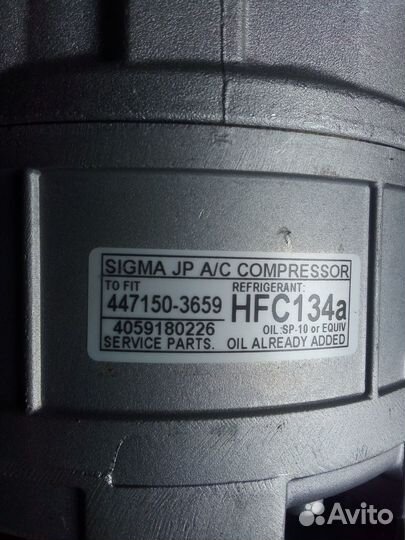 SIGMA JP A/C COMPRESSOR
TO FIT REFRIGERANT:
447150-3659 HFC134a
4059180226 OIL:SP-10 or EQUIV
SERVICE PARTS. OIL ALREADY ADDED
Avito